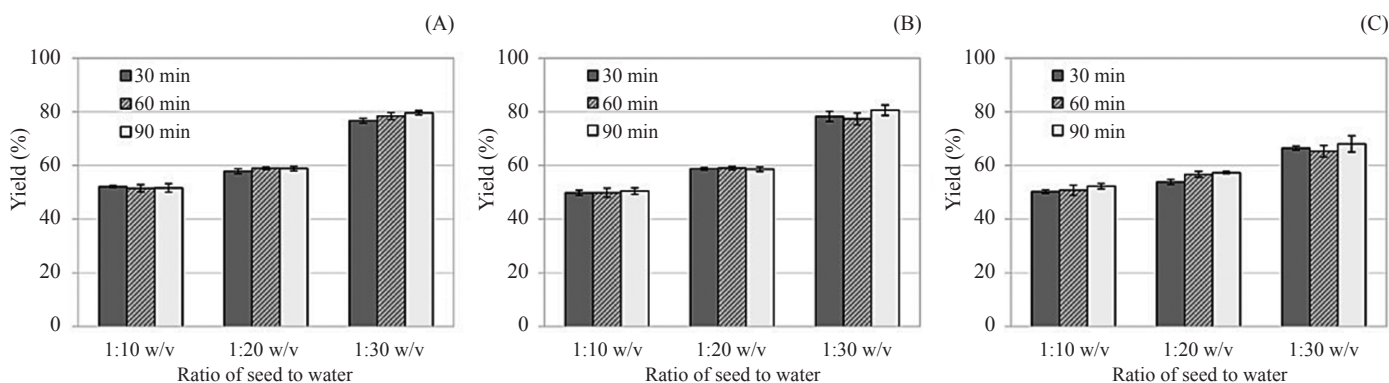 (A)
Yield (%)
100
80
60
40
20
0
30 min
60 min
90 min
1:10 w/v 1:20 w/v 1:30 w/v
Ratio of seed to water
(B)
Yield (%)
100
80
60
40
20
0
30 min
60 min
90 min
1:10 w/v 1:20 w/v 1:30 w/v
Ratio of seed to water
(C)
Yield (%)
100
80
60
40
20
0
30 min
60 min
90 min
1:10 w/v 1:20 w/v 1:30 w/v
Ratio of seed to water